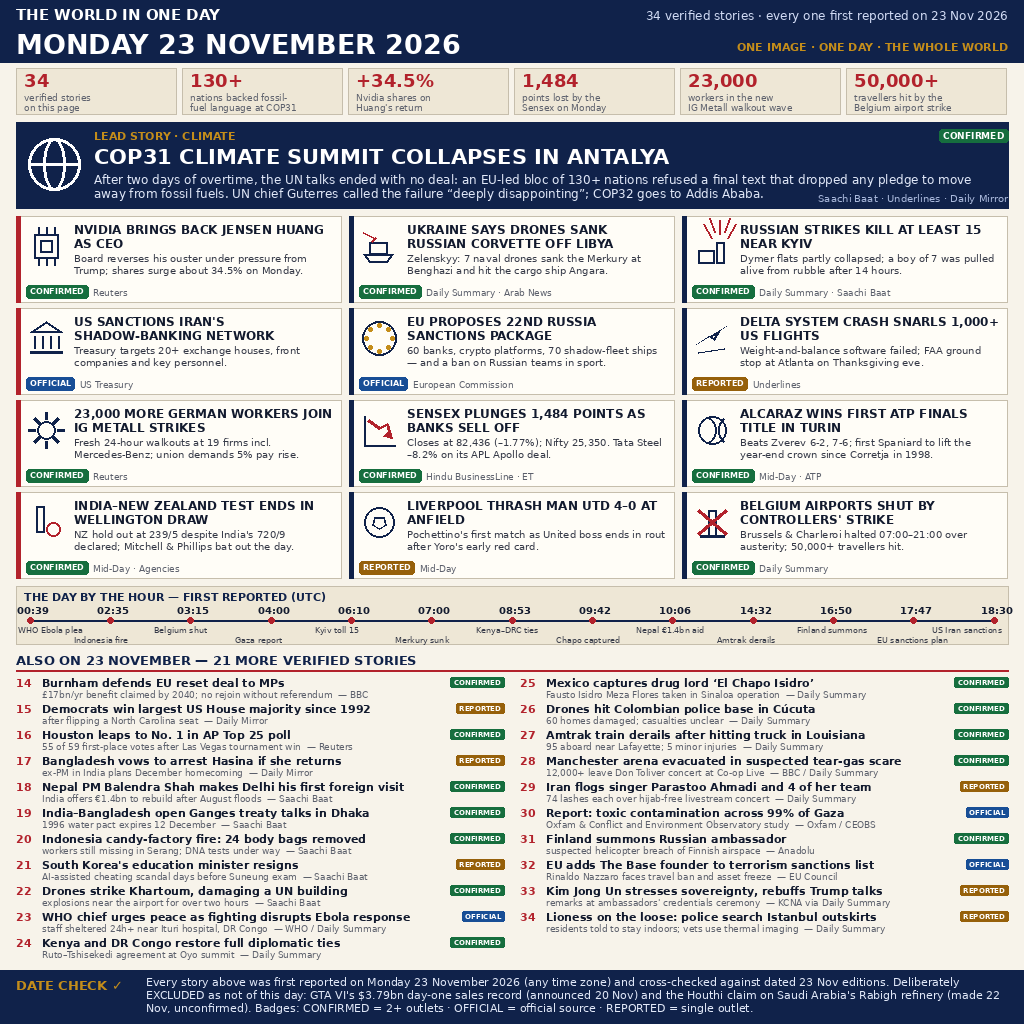 THE WORLD IN ONE DAY
34 verified stories · every one first reported on 23 Nov 2026
MONDAY 23 NOVEMBER 2026
ONE IMAGE · ONE DAY · THE WHOLE WORLD
34
verified stories
on this page
130+
nations backed fossil-
fuel language at COP31
+34.5%
Nvidia shares on
Huang's return
1,484
points lost by the
Sensex on Monday
23,000
workers in the new
IG Metall walkout wave
50,000+
travellers hit by the
Belgium airport strike
LEAD STORY · CLIMATE
CONFIRMED
COP31 CLIMATE SUMMIT COLLAPSES IN ANTALYA
After two days of overtime, the UN talks ended with no deal: an EU-led bloc of 130+ nations refused a final text that dropped any pledge to move
away from fossil fuels. UN chief Guterres called the failure “deeply disappointing”; COP32 goes to Addis Ababa.
Saachi Baat · Underlines · Daily Mirror
NVIDIA BRINGS BACK JENSEN HUANG
AS CEO
Board reverses his ouster under pressure from
Trump; shares surge about 34.5% on Monday.
CONFIRMED Reuters
UKRAINE SAYS DRONES SANK
RUSSIAN CORVETTE OFF LIBYA
Zelenskyy: 7 naval drones sank the Merkury at
Benghazi and hit the cargo ship Angara.
CONFIRMED Daily Summary · Arab News
RUSSIAN STRIKES KILL AT LEAST 15
NEAR KYIV
Dymer flats partly collapsed; a boy of 7 was pulled
alive from rubble after 14 hours.
CONFIRMED Daily Summary · Saachi Baat
US SANCTIONS IRAN'S
SHADOW-BANKING NETWORK
Treasury targets 20+ exchange houses, front
companies and key personnel.
OFFICIAL US Treasury
EU PROPOSES 22ND RUSSIA
SANCTIONS PACKAGE
60 banks, crypto platforms, 70 shadow-fleet ships
— and a ban on Russian teams in sport.
OFFICIAL European Commission
DELTA SYSTEM CRASH SNARLS 1,000+
US FLIGHTS
Weight-and-balance software failed; FAA ground
stop at Atlanta on Thanksgiving eve.
REPORTED Underlines
23,000 MORE GERMAN WORKERS JOIN
IG METALL STRIKES
Fresh 24-hour walkouts at 19 firms incl.
Mercedes-Benz; union demands 5% pay rise.
CONFIRMED Reuters
SENSEX PLUNGES 1,484 POINTS AS
BANKS SELL OFF
Closes at 82,436 (–1.77%); Nifty 25,350. Tata Steel
–8.2% on its APL Apollo deal.
CONFIRMED Hindu BusinessLine · ET
ALCARAZ WINS FIRST ATP FINALS
TITLE IN TURIN
Beats Zverev 6-2, 7-6; first Spaniard to lift the
year-end crown since Corretja in 1998.
CONFIRMED Mid-Day · ATP
INDIA–NEW ZEALAND TEST ENDS IN
WELLINGTON DRAW
NZ hold out at 239/5 despite India's 720/9
declared; Mitchell & Phillips bat out the day.
CONFIRMED Mid-Day · Agencies
LIVERPOOL THRASH MAN UTD 4–0 AT
ANFIELD
Pochettino's first match as United boss ends in rout
after Yoro's early red card.
REPORTED Mid-Day
BELGIUM AIRPORTS SHUT BY
CONTROLLERS' STRIKE
Brussels & Charleroi halted 07:00–21:00 over
austerity; 50,000+ travellers hit.
CONFIRMED Daily Summary
THE DAY BY THE HOUR — FIRST REPORTED (UTC)
00:39 02:35 03:15 04:00 06:10 07:00 08:53 09:42 10:06 14:32 16:50 17:47 18:30
WHO Ebola plea Belgium shut Kyiv toll 15 Kenya–DRC ties Nepal €1.4bn aid Finland summons US Iran sanctions
Indonesia fire Gaza report Merkury sunk Chapo captured Amtrak derails EU sanctions plan
ALSO ON 23 NOVEMBER — 21 MORE VERIFIED STORIES
14 Burnham defends EU reset deal to MPs CONFIRMED
£17bn/yr benefit claimed by 2040; no rejoin without referendum — BBC
15 Democrats win largest US House majority since 1992 REPORTED
after flipping a North Carolina seat — Daily Mirror
16 Houston leaps to No. 1 in AP Top 25 poll CONFIRMED
55 of 59 first-place votes after Las Vegas tournament win — Reuters
17 Bangladesh vows to arrest Hasina if she returns REPORTED
ex-PM in India plans December homecoming — Daily Mirror
18 Nepal PM Balendra Shah makes Delhi his first foreign visit CONFIRMED
India offers €1.4bn to rebuild after August floods — Saachi Baat
19 India–Bangladesh open Ganges treaty talks in Dhaka CONFIRMED
1996 water pact expires 12 December — Saachi Baat
20 Indonesia candy-factory fire: 24 body bags removed CONFIRMED
workers still missing in Serang; DNA tests under way — Saachi Baat
21 South Korea's education minister resigns REPORTED
AI-assisted cheating scandal days before Suneung exam — Saachi Baat
22 Drones strike Khartoum, damaging a UN building CONFIRMED
explosions near the airport for over two hours — Saachi Baat
23 WHO chief urges peace as fighting disrupts Ebola response OFFICIAL
staff sheltered 24h+ near Ituri hospital, DR Congo — WHO / Daily Summary
24 Kenya and DR Congo restore full diplomatic ties CONFIRMED
Ruto–Tshisekedi agreement at Oyo summit — Daily Summary
25 Mexico captures drug lord ‘El Chapo Isidro’ CONFIRMED
Fausto Isidro Meza Flores taken in Sinaloa operation — Daily Summary
26 Drones hit Colombian police base in Cúcuta CONFIRMED
60 homes damaged; casualties unclear — Daily Summary
27 Amtrak train derails after hitting truck in Louisiana CONFIRMED
95 aboard near Lafayette; 5 minor injuries — Daily Summary
28 Manchester arena evacuated in suspected tear-gas scare CONFIRMED
12,000+ leave Don Toliver concert at Co-op Live — BBC / Daily Summary
29 Iran flogs singer Parastoo Ahmadi and 4 of her team REPORTED
74 lashes each over hijab-free livestream concert — Daily Summary
30 Report: toxic contamination across 99% of Gaza OFFICIAL
Oxfam & Conflict and Environment Observatory study — Oxfam / CEOBS
31 Finland summons Russian ambassador CONFIRMED
suspected helicopter breach of Finnish airspace — Anadolu
32 EU adds The Base founder to terrorism sanctions list OFFICIAL
Rinaldo Nazzaro faces travel ban and asset freeze — EU Council
33 Kim Jong Un stresses sovereignty, rebuffs Trump talks REPORTED
remarks at ambassadors' credentials ceremony — KCNA via Daily Summary
34 Lioness on the loose: police search Istanbul outskirts REPORTED
residents told to stay indoors; vets use thermal imaging — Daily Summary
DATE CHECK ✓
Every story above was first reported on Monday 23 November 2026 (any time zone) and cross-checked against dated 23 Nov editions. Deliberately
EXCLUDED as not of this day: GTA VI's $3.79bn day-one sales record (announced 20 Nov) and the Houthi claim on Saudi Arabia's Rabigh refinery (made 22
Nov, unconfirmed). Badges: CONFIRMED = 2+ outlets · OFFICIAL = official source · REPORTED = single outlet.